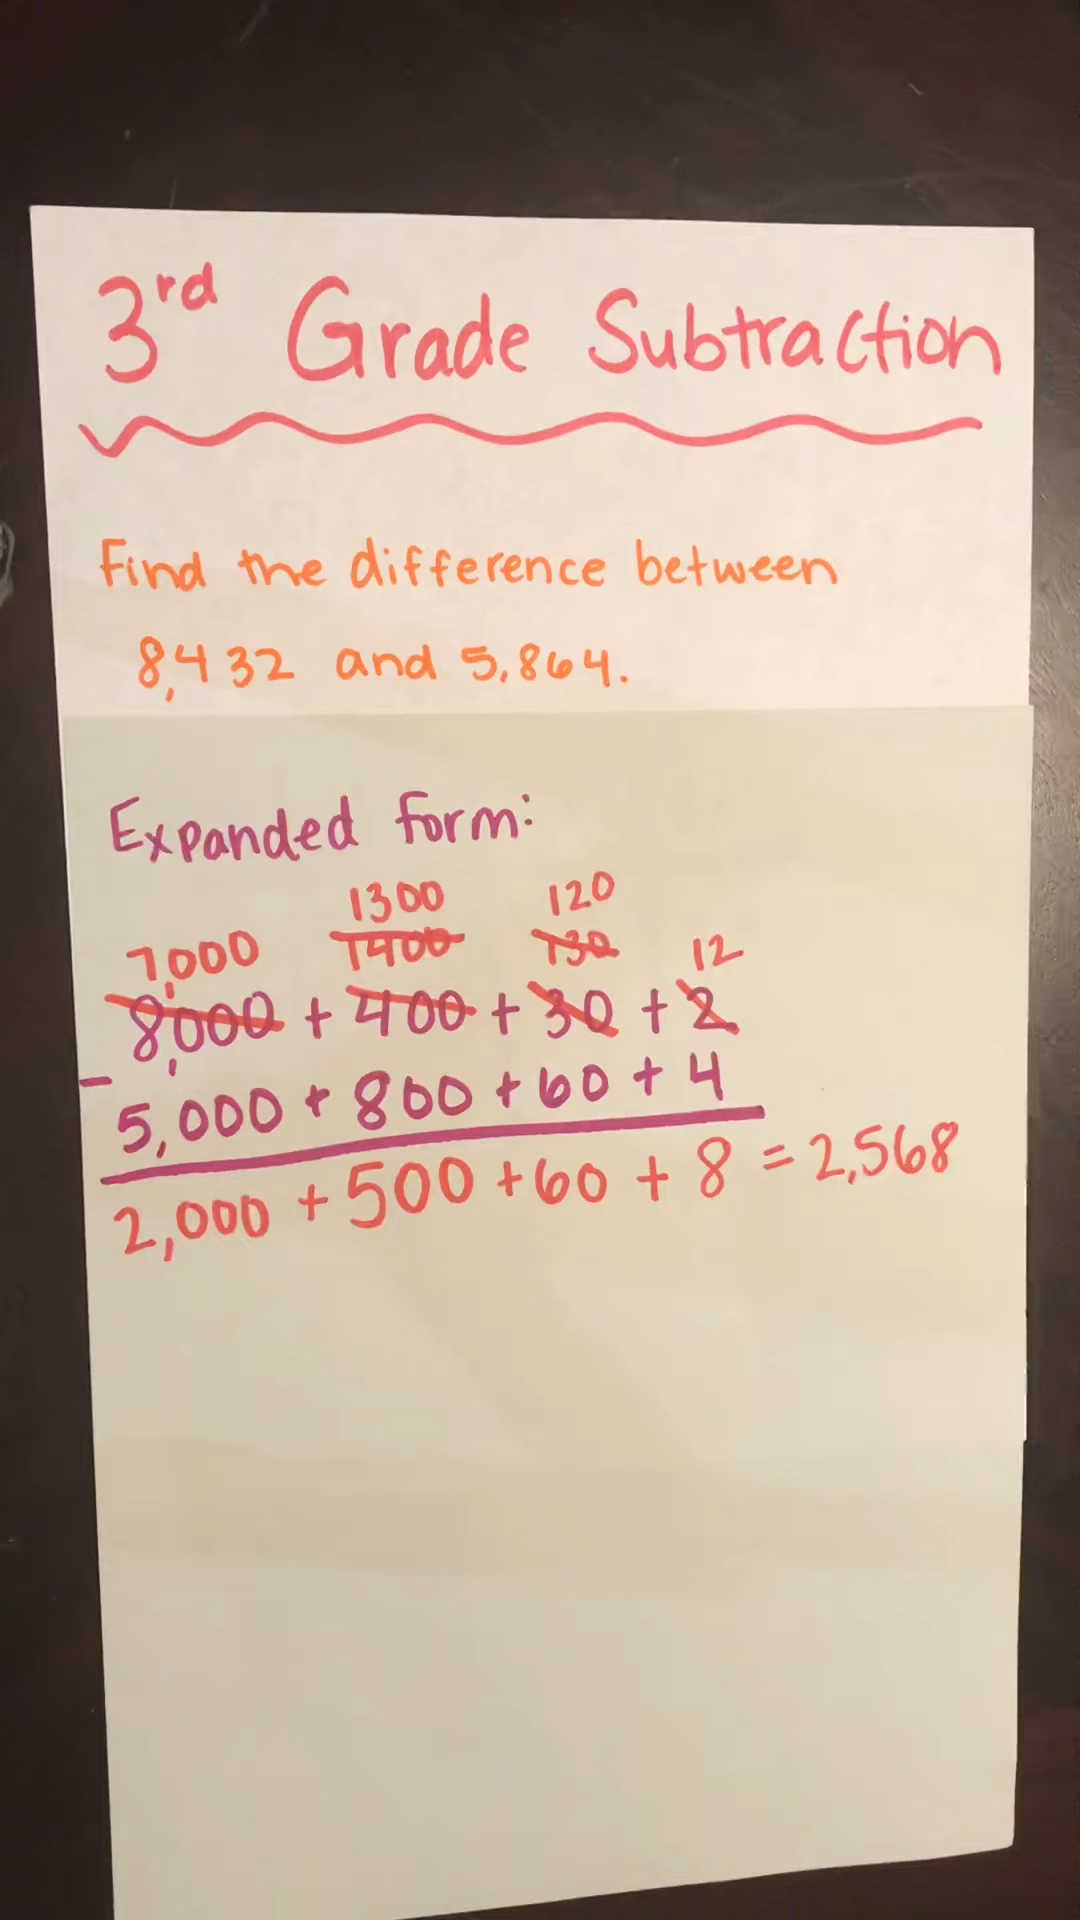 3rd Grade Subtraction
Find the difference between
8,432 and 5,864.
Expanded form:
1300 120
7,000 1400 130 12
8,000 + 400 + 30 + 2
- 5,000 + 800 + 60 + 4
2,000 + 500 + 60 + 8 = 2,568